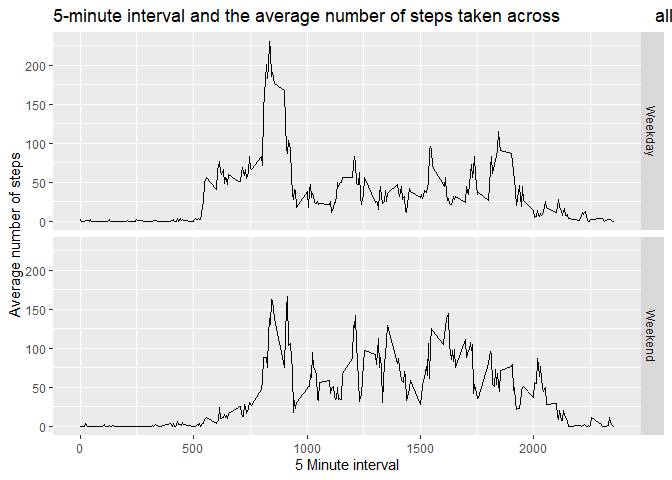 5-minute interval and the average number of steps taken across all
Average number of steps
200
150
100
50
0
Weekday
200
150
100
50
0
Weekend
0 500 1000 1500 2000
5 Minute interval